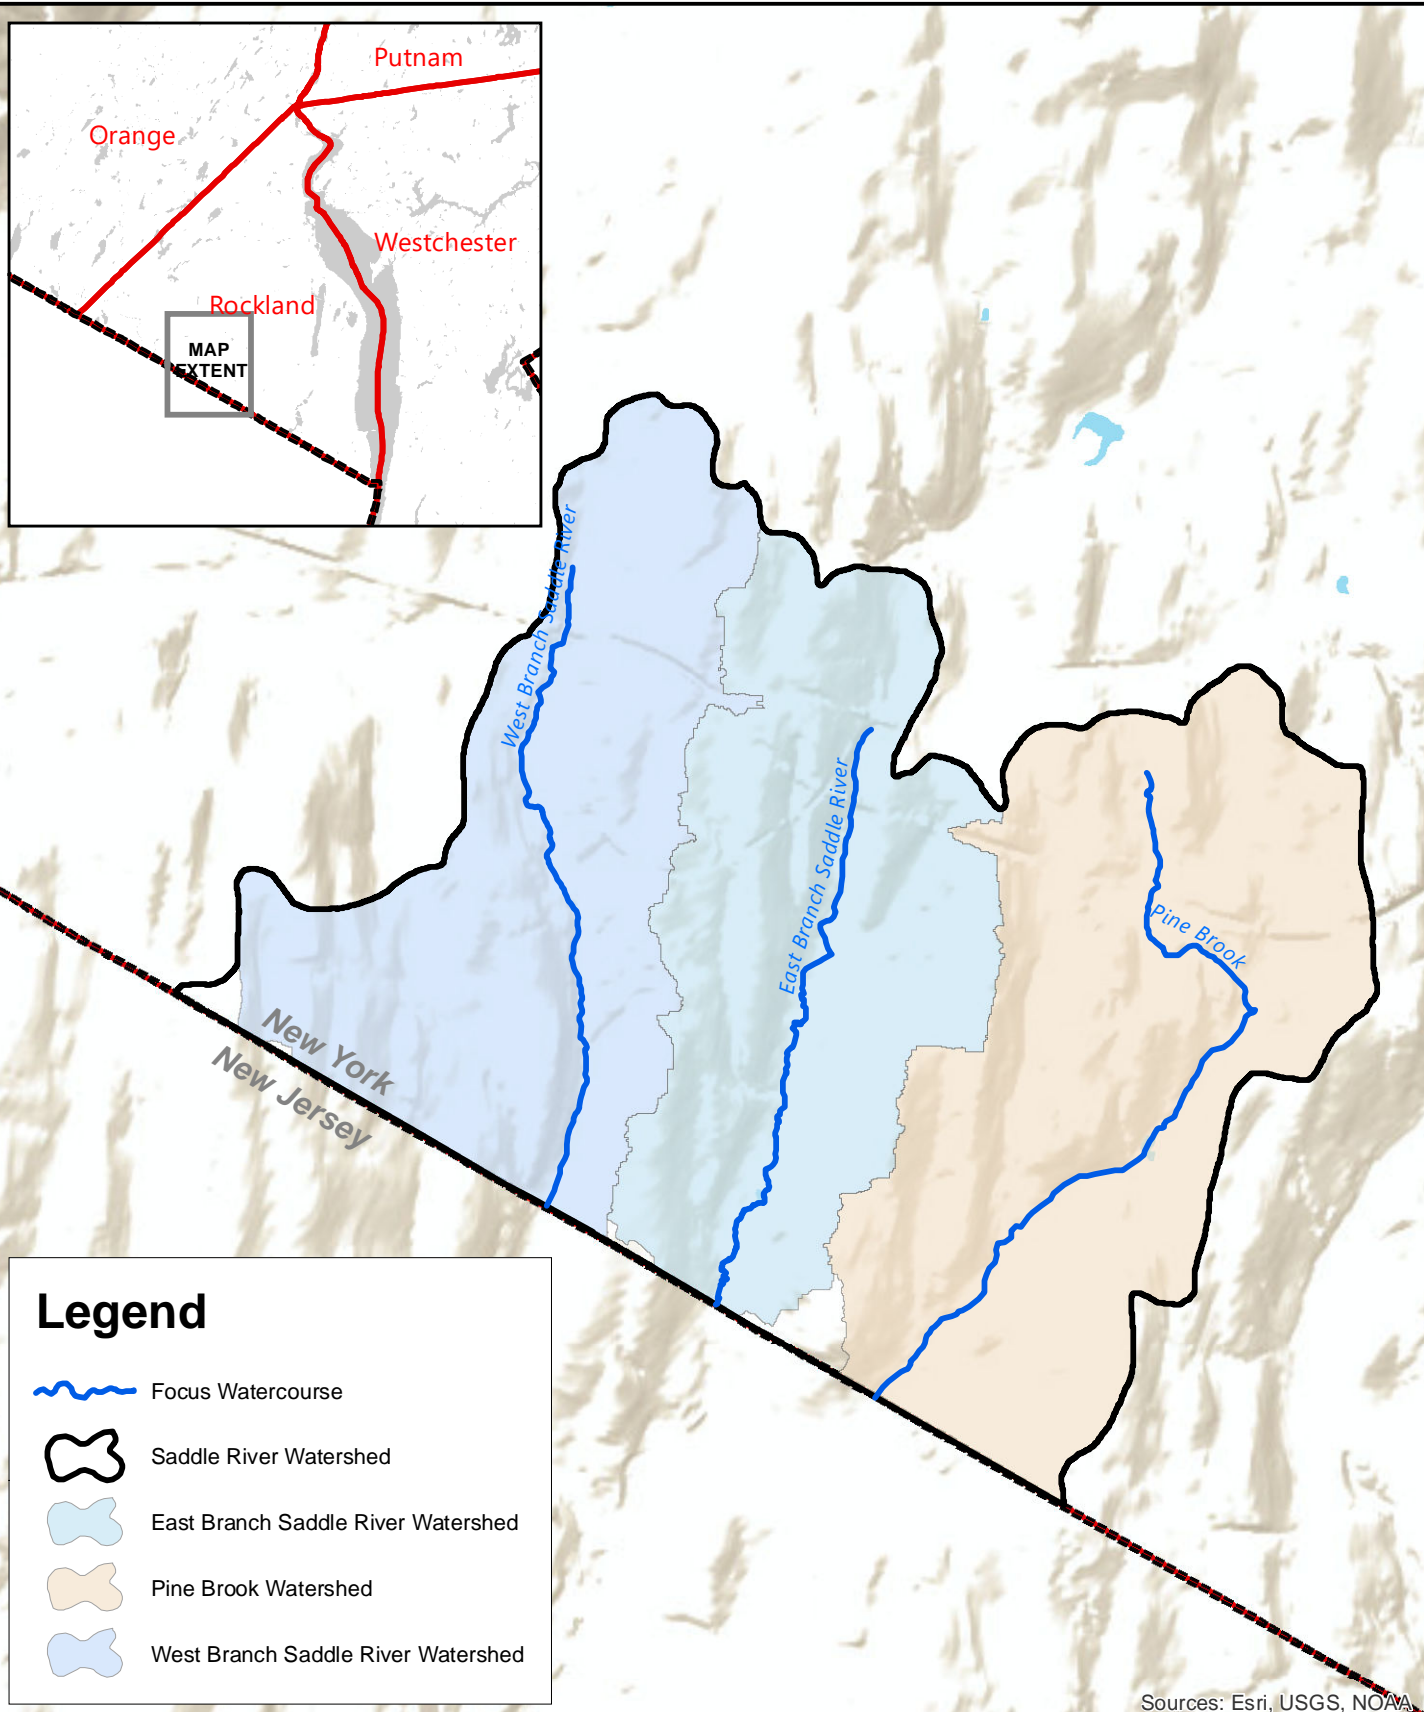 Putnam
Orange
Westchester
Rockland
MAP
EXTENT
West Branch Saddle River
East Branch Saddle River
Pine Brook
New York
New Jersey
Legend
Focus Watercourse
Saddle River Watershed
East Branch Saddle River Watershed
Pine Brook Watershed
West Branch Saddle River Watershed
Sources: Esri, USGS, NOAA